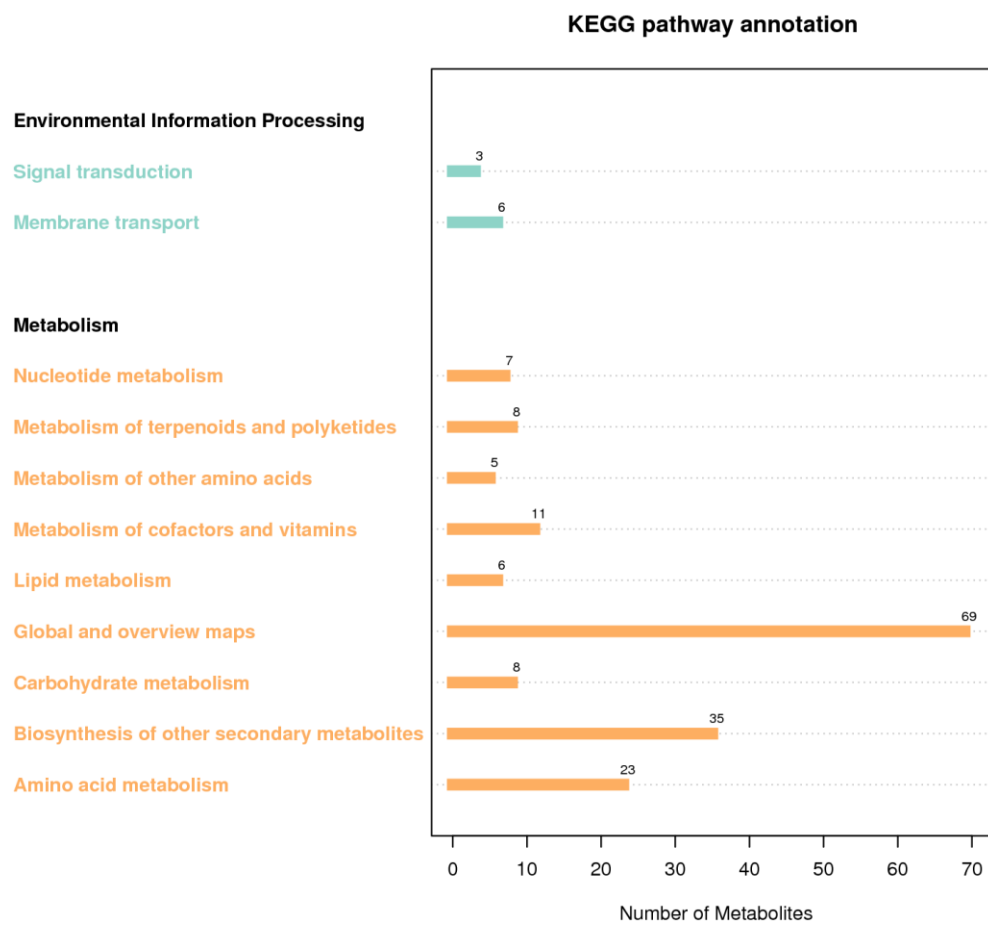 KEGG pathway annotation
Environmental Information Processing
Signal transduction 3
Membrane transport 6
Metabolism
Nucleotide metabolism 7
Metabolism of terpenoids and polyketides 8
Metabolism of other amino acids 5
Metabolism of cofactors and vitamins 11
Lipid metabolism 6
Global and overview maps 69
Carbohydrate metabolism 8
Biosynthesis of other secondary metabolites 35
Amino acid metabolism 23
0 10 20 30 40 50 60 70
Number of Metabolites